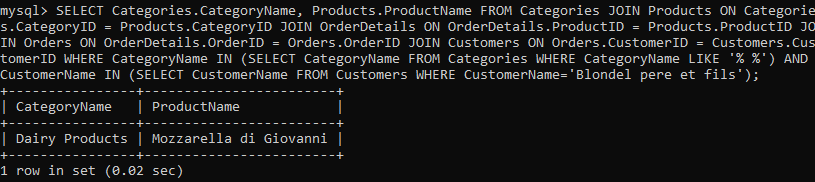 mysql> SELECT Categories.CategoryName, Products.ProductName FROM Categories JOIN Products ON Categorie
s.CategoryID = Products.CategoryID JOIN OrderDetails ON OrderDetails.ProductID = Products.ProductID JO
IN Orders ON OrderDetails.OrderID = Orders.OrderID JOIN Customers ON Orders.CustomerID = Customers.Cus
tomerID WHERE CategoryName IN (SELECT CategoryName FROM Categories WHERE CategoryName LIKE '% %') AND
CustomerName IN (SELECT CustomerName FROM Customers WHERE CustomerName='Blondel pere et fils');
+----------------+------------------------+
| CategoryName   | ProductName            |
+----------------+------------------------+
| Dairy Products | Mozzarella di Giovanni |
+----------------+------------------------+
1 row in set (0.02 sec)